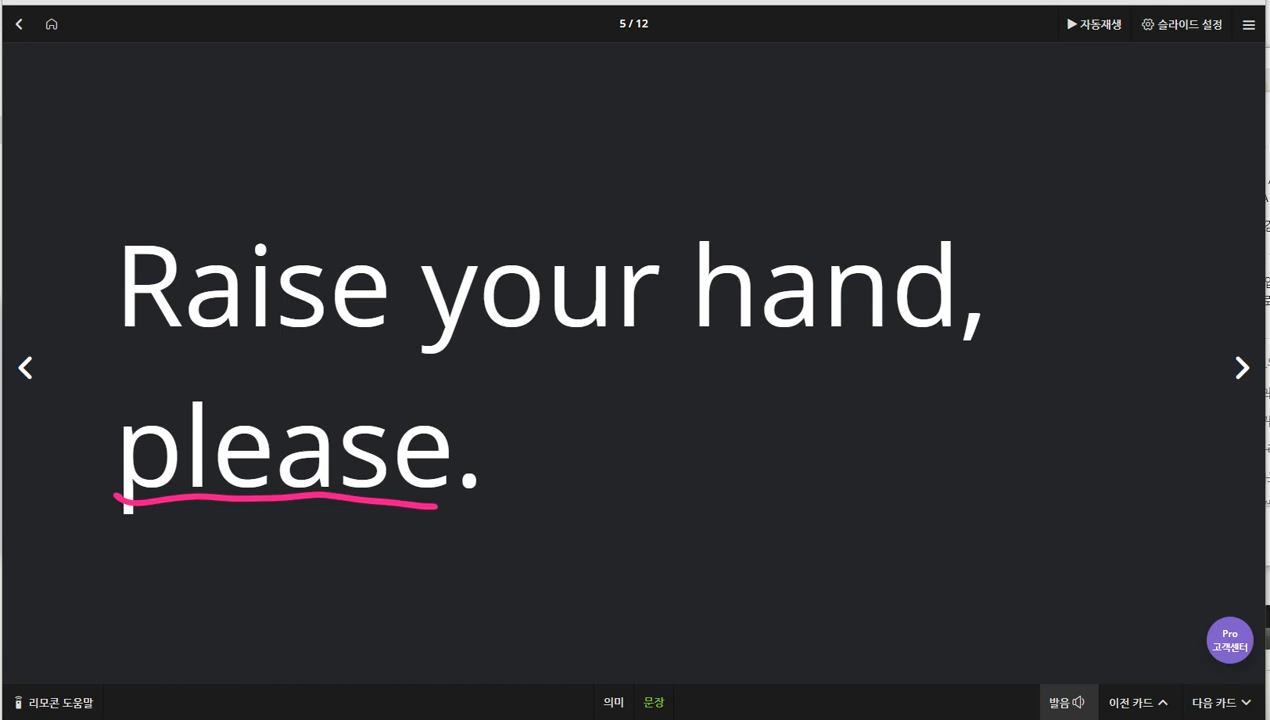 5 / 12
자동재생
슬라이드 설정
Raise your hand,
please.
Pro
고객센터
리모콘 도움말
의미
문장
발음
이전 카드
다음 카드